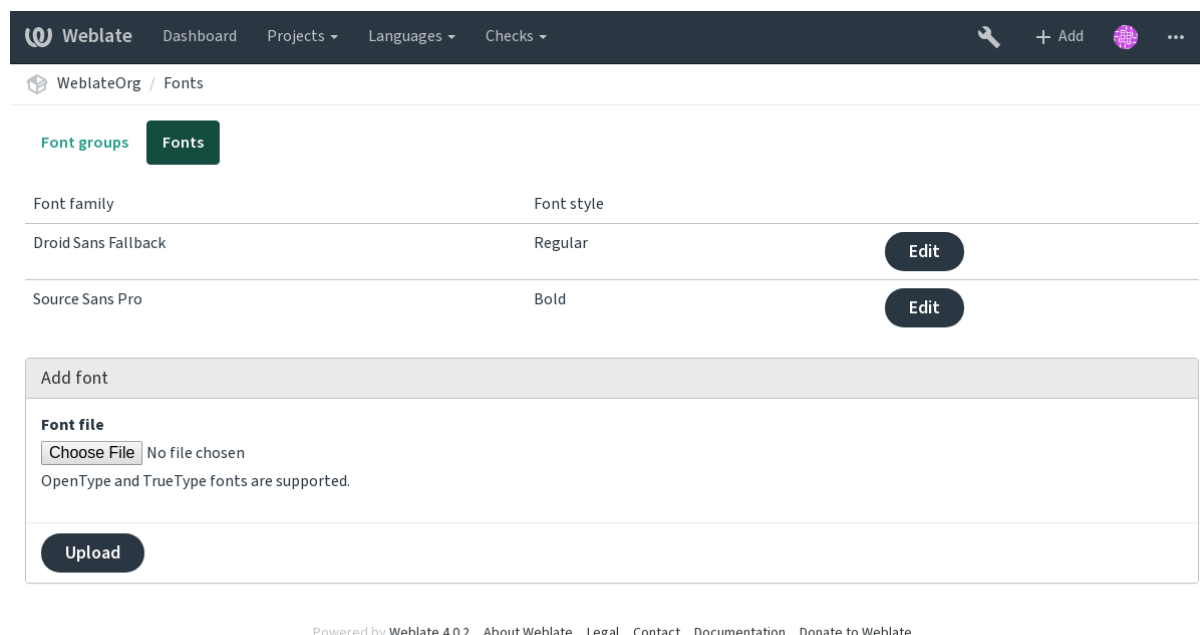 Weblate Dashboard Projects Languages Checks + Add
WeblateOrg / Fonts
Font groups Fonts
Font family Font style
Droid Sans Fallback Regular Edit
Source Sans Pro Bold Edit
Add font
Font file
Choose File No file chosen
OpenType and TrueType fonts are supported.
Upload
Powered by Weblate 4.0.2 About Weblate Legal Contact Documentation Donate to Weblate